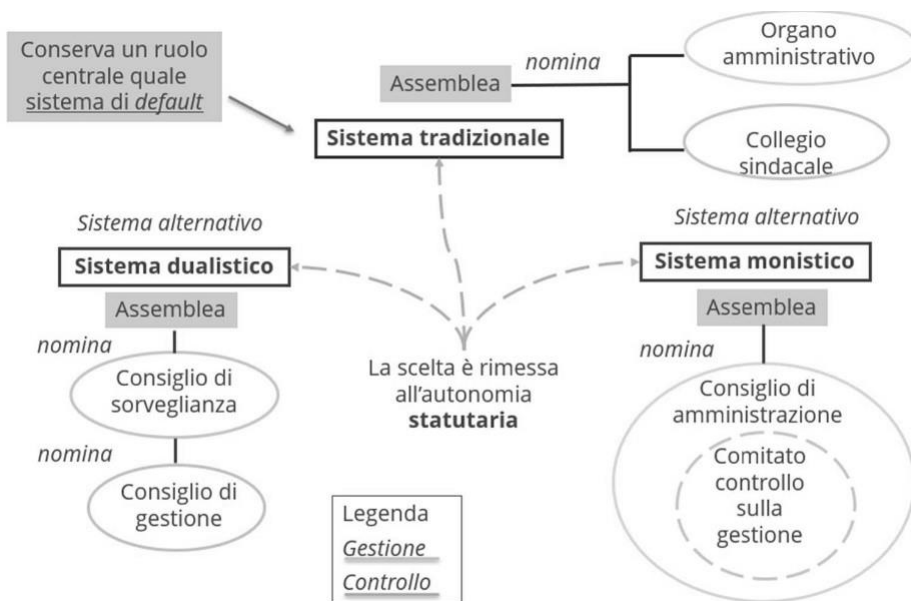 Conserva un ruolo
centrale quale
sistema di default
Assemblea
nomina
Organo
amministrativo
Collegio
sindacale
Sistema tradizionale
Sistema alternativo
Sistema dualistico
Assemblea
nomina
Consiglio di
sorveglianza
nomina
Consiglio di
gestione
La scelta è rimessa
all'autonomia
statutaria
Sistema alternativo
Sistema monistico
Assemblea
nomina
Consiglio di
amministrazione
Comitato
controllo
sulla
gestione
Legenda
Gestione
Controllo